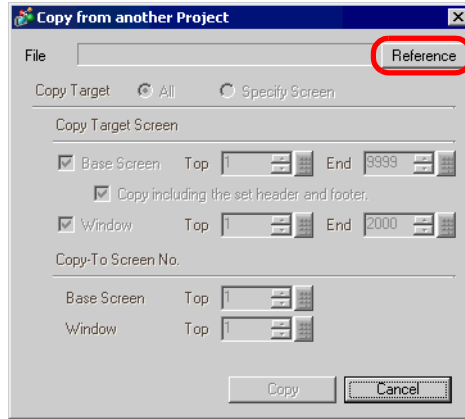 Copy from another Project
File Reference
Copy Target All Specify Screen
Copy Target Screen
Base Screen Top 1 End 9999
Copy including the set header and footer.
Window Top 1 End 2000
Copy-To Screen No.
Base Screen Top 1
Window Top 1
Copy Cancel